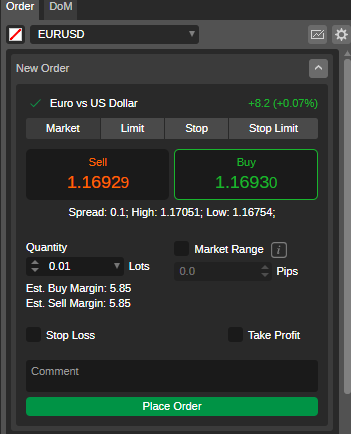 Order DoM
EURUSD
New Order
Euro vs US Dollar +8.2 (+0.07%)
Market Limit Stop Stop Limit
Sell Buy
1.16929 1.16930
Spread: 0.1; High: 1.17051; Low: 1.16754;
Quantity Market Range i
0.01 Lots 0.0 Pips
Est. Buy Margin: 5.85
Est. Sell Margin: 5.85
Stop Loss Take Profit
Comment
Place Order